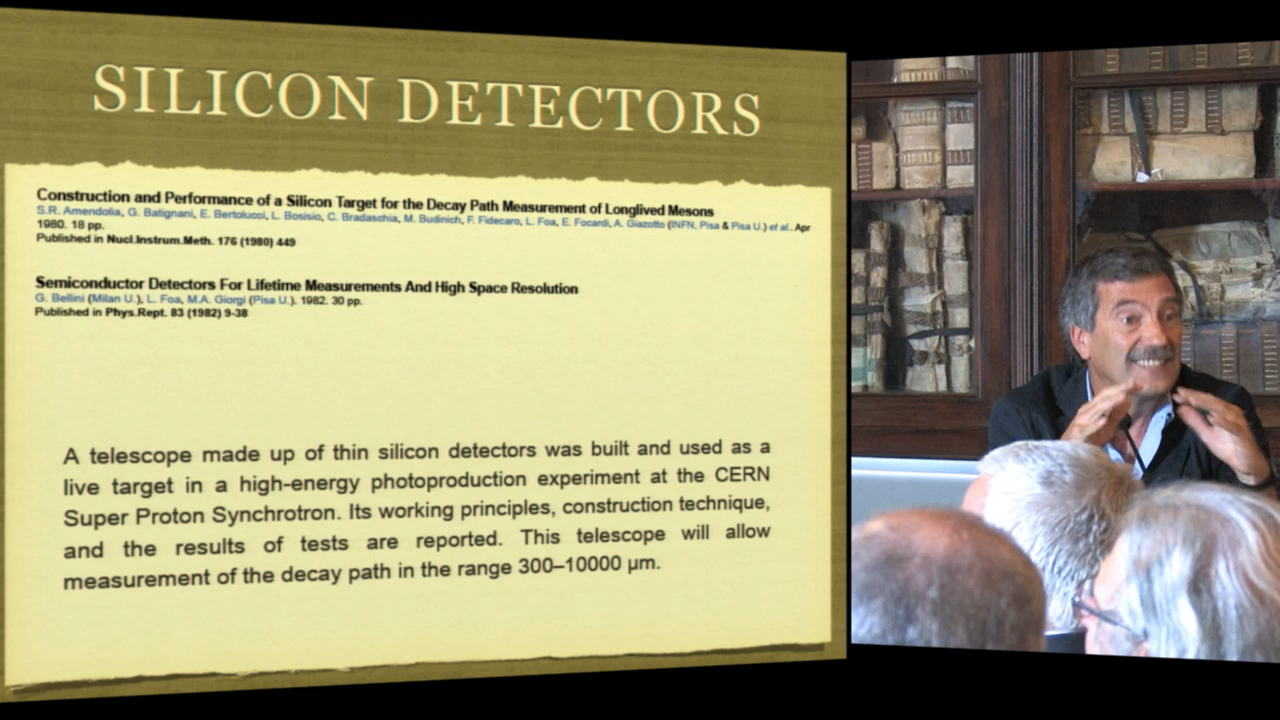 SILICON DETECTORS
Construction and Performance of a Silicon Target for the Decay Path Measurement of Longlived Mesons
S.R. Amendolia, G. Batignani, E. Bertolucci, L. Bosisio, C. Bradaschia, M. Budinich, F. Fidecaro, L. Foa, E. Focardi, A. Giazotto (INFN, Pisa & Pisa U.) et al.. Apr
1980. 18 pp.
Published in Nucl.Instrum.Meth. 176 (1980) 449
Semiconductor Detectors For Lifetime Measurements And High Space Resolution
G. Bellini (Milan U.), L. Foa, M.A. Giorgi (Pisa U.). 1982. 30 pp.
Published in Phys.Rept. 83 (1982) 9-38
A telescope made up of thin silicon detectors was built and used as a
live target in a high-energy photoproduction experiment at the CERN
Super Proton Synchrotron. Its working principles, construction technique,
and the results of tests are reported. This telescope will allow
measurement of the decay path in the range 300–10000 µm.